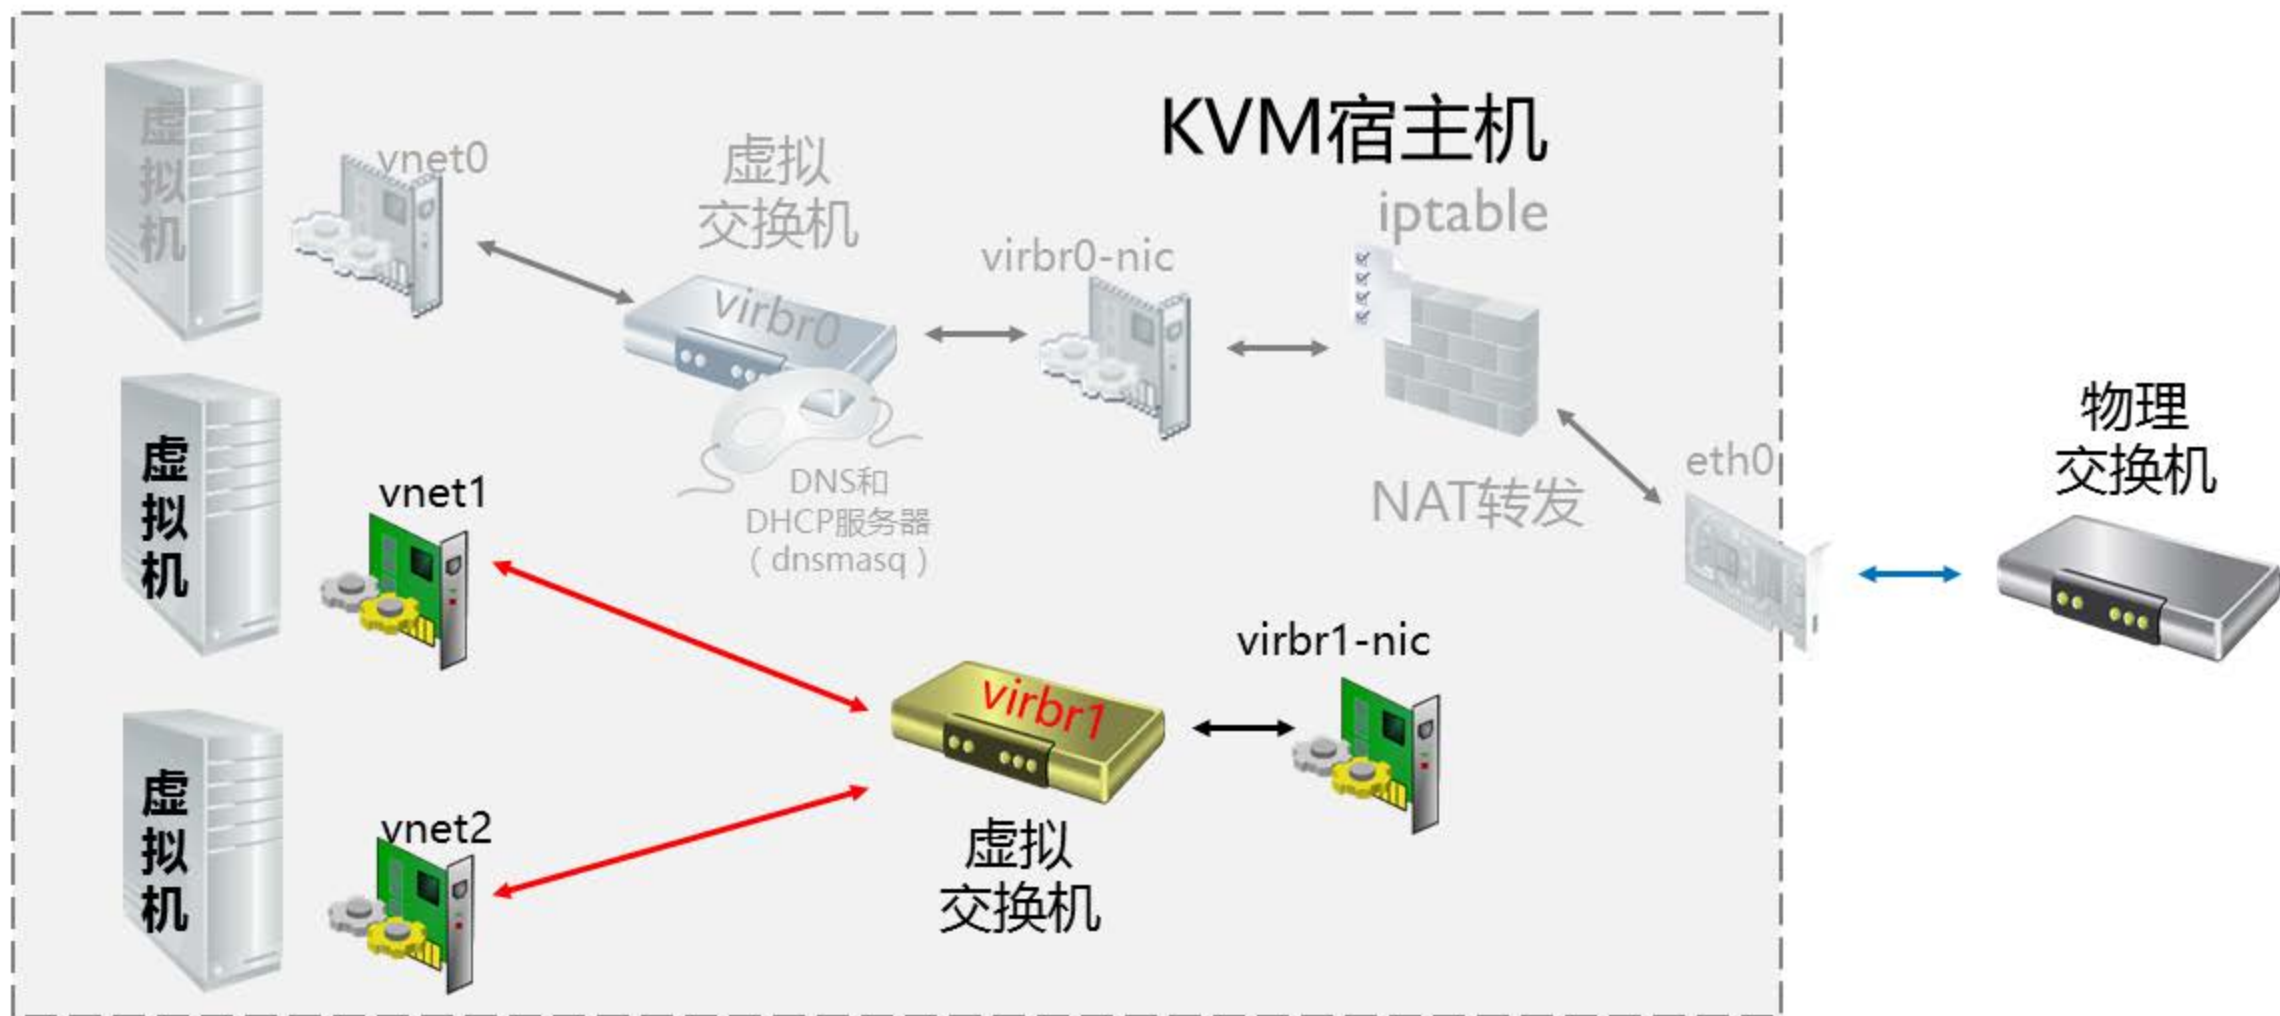 KVM宿主机
虚
拟
机
vnet0
虚拟
交换机
virbr0
virbr0-nic
iptable
DNS和
DHCP服务器
（dnsmasq）
NAT转发
eth0
物理
交换机
虚
拟
机
vnet1
virbr1
virbr1-nic
虚拟
交换机
虚
拟
机
vnet2